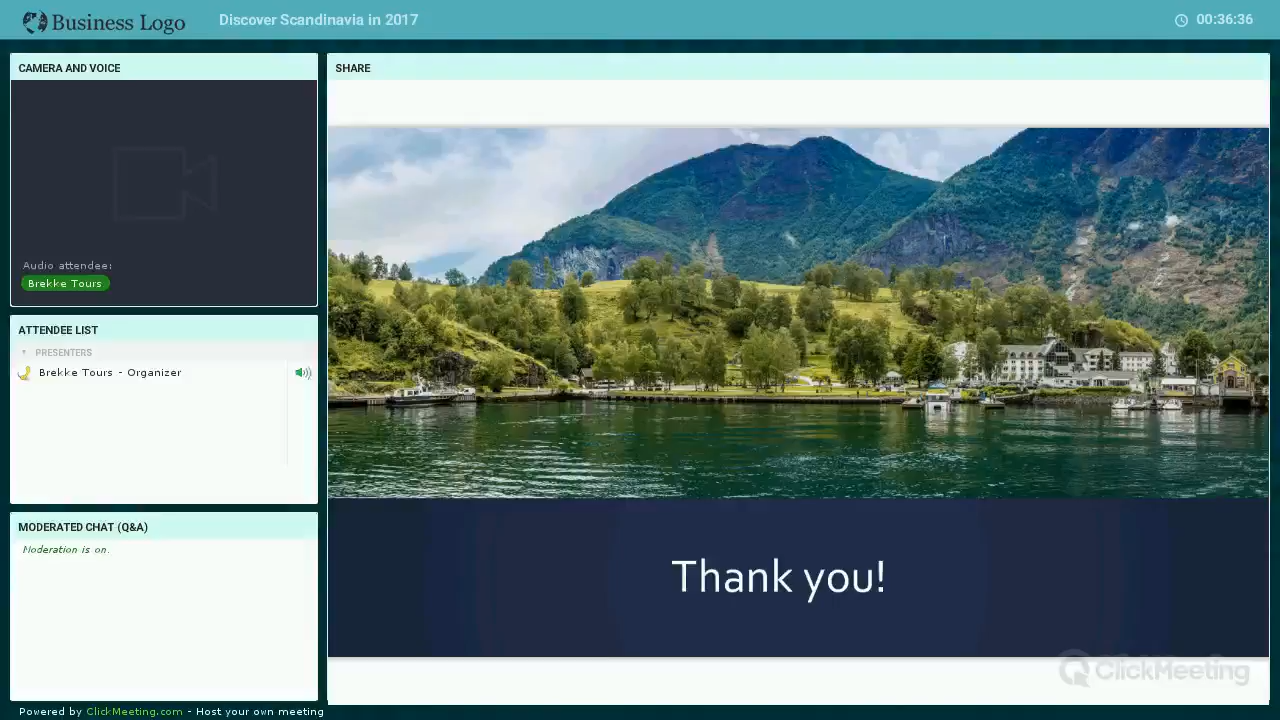 Business Logo
Discover Scandinavia in 2017
00:36:36
CAMERA AND VOICE
Audio attendee:
Brekke Tours
ATTENDEE LIST
PRESENTERS
Brekke Tours - Organizer
MODERATED CHAT (Q&A)
Moderation is on.
SHARE
Thank you!
ClickMeeting
Powered by ClickMeeting.com - Host your own meeting